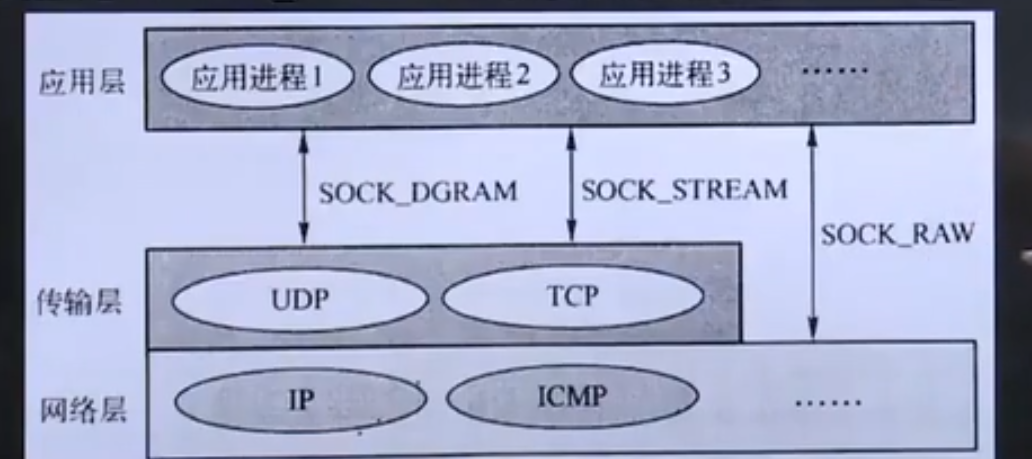 应用层 应用进程1 应用进程2 应用进程3 ……
SOCK_DGRAM SOCK_STREAM
SOCK_RAW
传输层 UDP TCP
网络层 IP ICMP ……